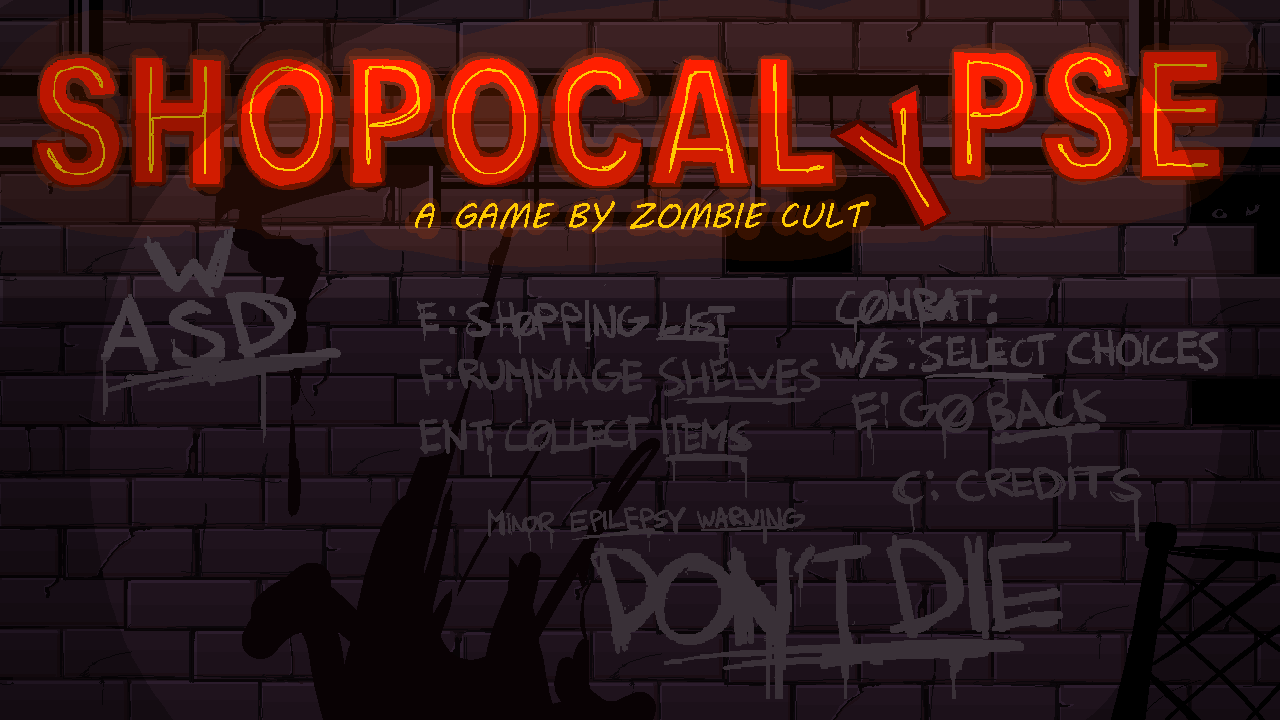 SHOPOCALYPSE
A GAME BY ZOMBIE CULT
W
ASD
E: SHOPPING LIST
F: RUMMAGE SHELVES
ENT: COLLECT ITEMS
COMBAT:
W/S: SELECT CHOICES
E: GO BACK
C: CREDITS
MINOR EPILEPSY WARNING
DON'T DIE